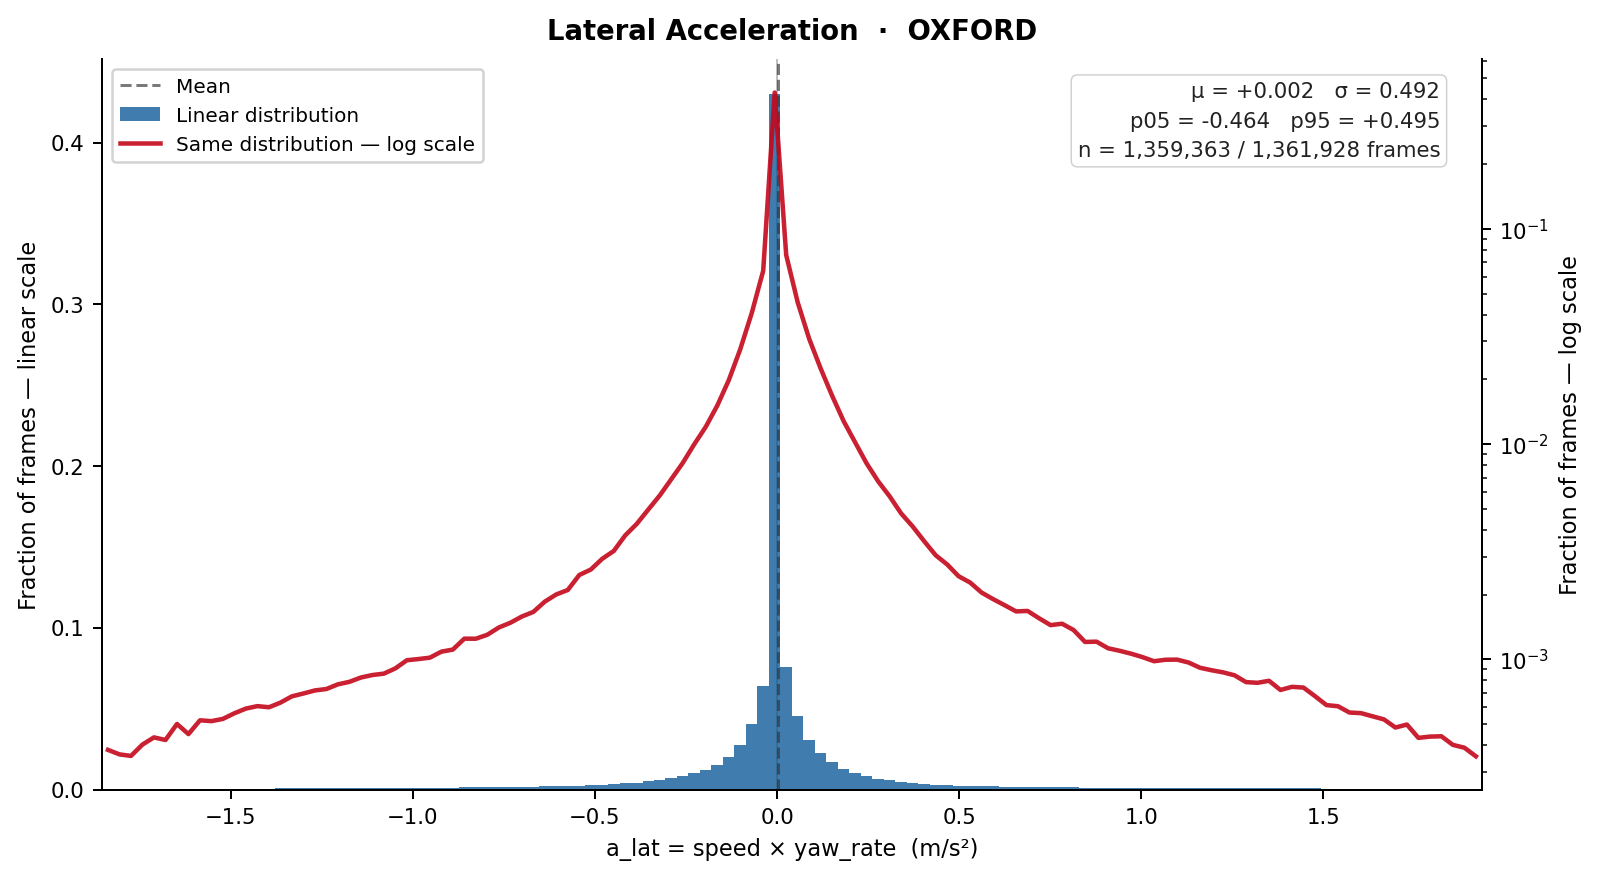 Lateral Acceleration · OXFORD
Mean
Linear distribution
Same distribution — log scale
μ = +0.002 σ = 0.492
p05 = -0.464 p95 = +0.495
n = 1,359,363 / 1,361,928 frames
Fraction of frames — linear scale
0.4
0.3
0.2
0.1
0.0
10⁻¹
10⁻²
10⁻³
Fraction of frames — log scale
−1.5 −1.0 −0.5 0.0 0.5 1.0 1.5
a_lat = speed × yaw_rate (m/s²)